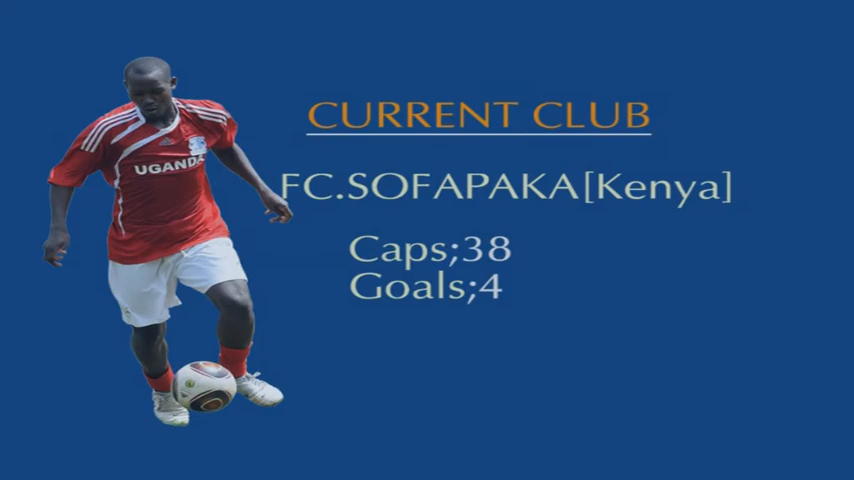 CURRENT CLUB
UGANDA
FC.SOFAPAKA[Kenya]
Caps;38
Goals;4